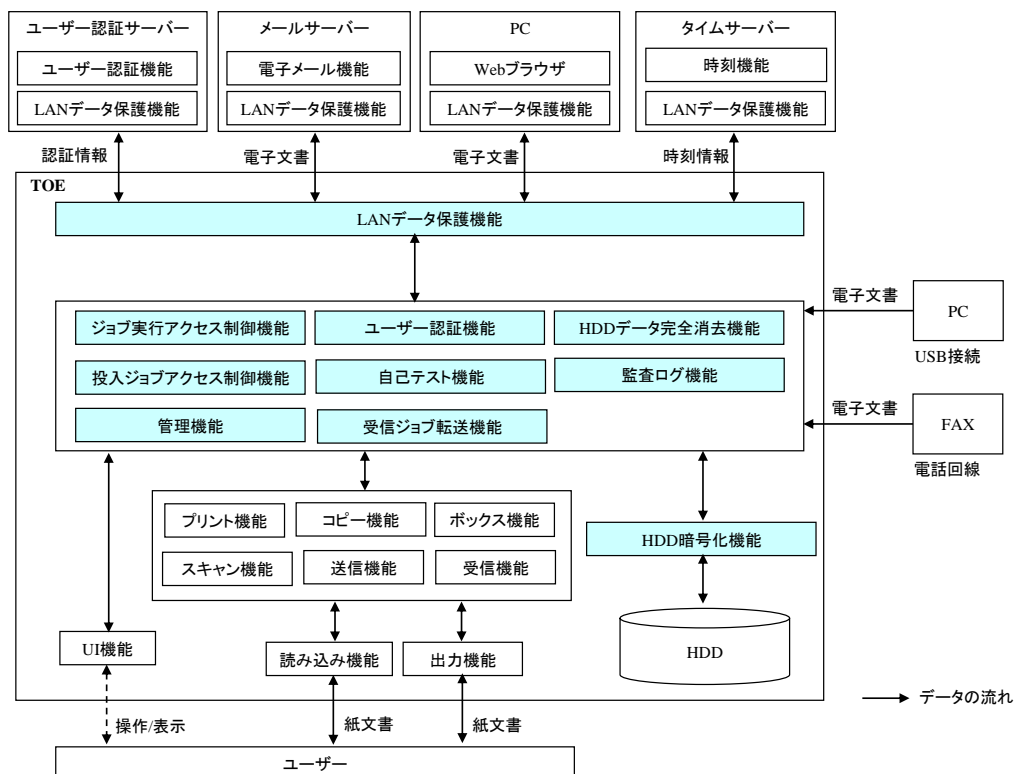 ユーザー認証サーバー
ユーザー認証機能
LANデータ保護機能
メールサーバー
電子メール機能
LANデータ保護機能
PC
Webブラウザ
LANデータ保護機能
タイムサーバー
時刻機能
LANデータ保護機能
認証情報
電子文書
電子文書
時刻情報
TOE
LANデータ保護機能
ジョブ実行アクセス制御機能
ユーザー認証機能
HDDデータ完全消去機能
投入ジョブアクセス制御機能
自己テスト機能
監査ログ機能
管理機能
受信ジョブ転送機能
電子文書
PC
USB接続
電子文書
FAX
電話回線
プリント機能
コピー機能
ボックス機能
スキャン機能
送信機能
受信機能
HDD暗号化機能
HDD
UI機能
読み込み機能
出力機能
データの流れ
操作/表示
紙文書
紙文書
ユーザー